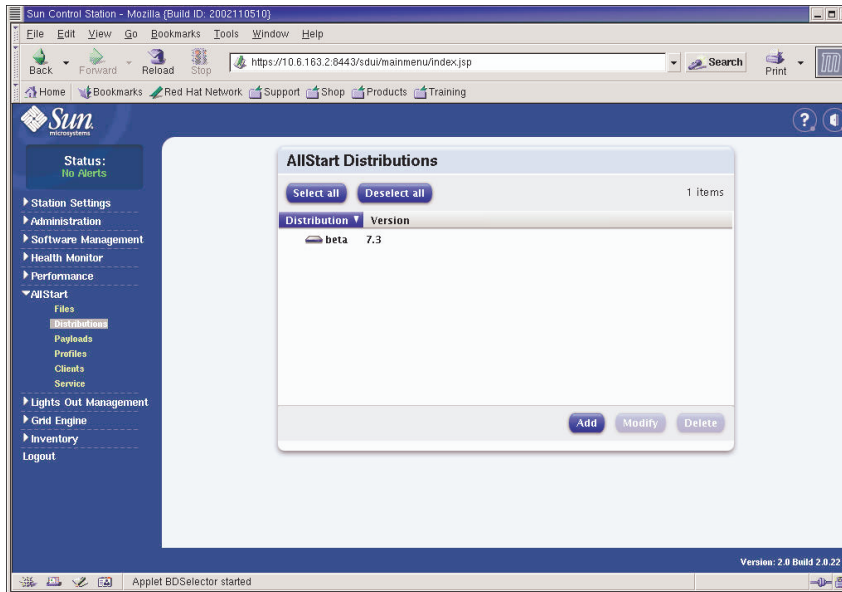 Sun Control Station - Mozilla {Build ID: 2002110510}
File Edit View Go Bookmarks Tools Window Help
Back Forward Reload Stop https://10.6.163.2:8443/sdui/mainmenu/index.jsp Search Print
Home Bookmarks Red Hat Network Support Shop Products Training
Sun
microsystems
Status:
No Alerts
Station Settings
Administration
Software Management
Health Monitor
Performance
AllStart
Files
Distributions
Payloads
Profiles
Clients
Service
Lights Out Management
Grid Engine
Inventory
Logout
AllStart Distributions
Select all Deselect all 1 items
Distribution Version
beta 7.3
Add Modify Delete
Version: 2.0 Build 2.0.22
Applet BDSelector started